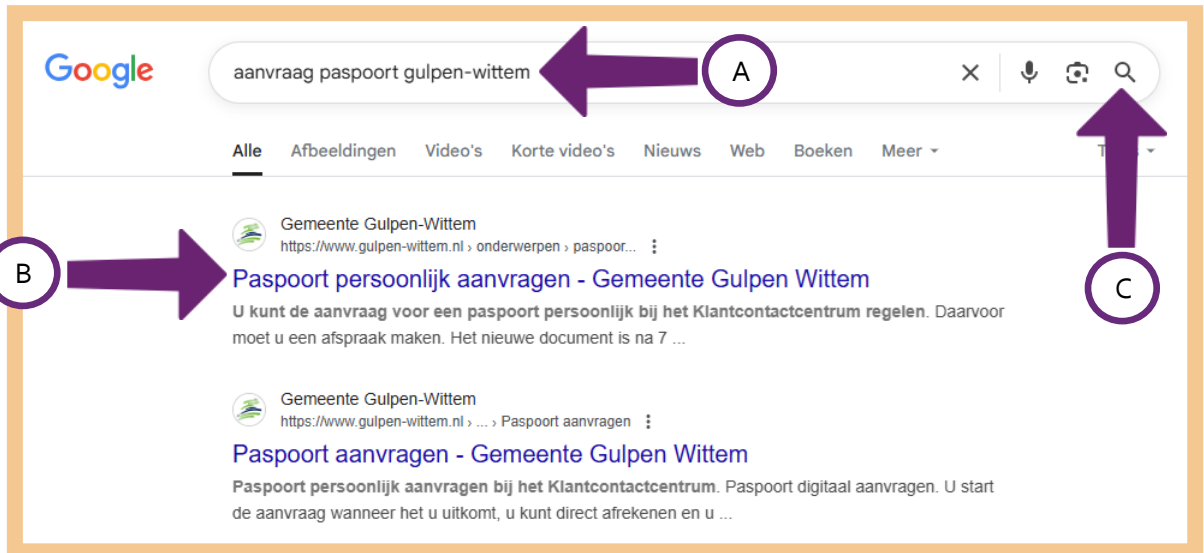 Google
aanvraag paspoort gulpen-wittem
A
Alle Afbeeldingen Video's Korte video's Nieuws Web Boeken Meer
Gemeente Gulpen-Wittem
https://www.gulpen-wittem.nl › onderwerpen › paspoor...
B
Paspoort persoonlijk aanvragen - Gemeente Gulpen Wittem
C
U kunt de aanvraag voor een paspoort persoonlijk bij het Klantcontactcentrum regelen. Daarvoor
moet u een afspraak maken. Het nieuwe document is na 7 ...
Gemeente Gulpen-Wittem
https://www.gulpen-wittem.nl › ... › Paspoort aanvragen
Paspoort aanvragen - Gemeente Gulpen Wittem
Paspoort persoonlijk aanvragen bij het Klantcontactcentrum. Paspoort digitaal aanvragen. U start
de aanvraag wanneer het u uitkomt, u kunt direct afrekenen en u ...